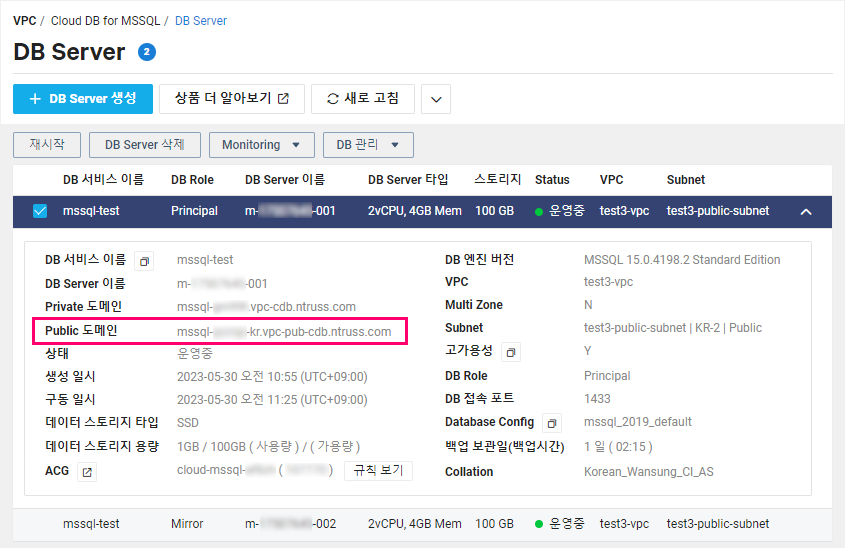 VPC / Cloud DB for MSSQL / DB Server
DB Server 2
+ DB Server 생성 상품 더 알아보기 새로 고침
재시작 DB Server 삭제 Monitoring DB 관리
DB 서비스 이름 DB Role DB Server 이름 DB Server 타입 스토리지 Status VPC Subnet
mssql-test Principal m- -001 2vCPU, 4GB Mem 100 GB 운영중 test3-vpc test3-public-subnet
DB 서비스 이름 mssql-test
DB Server 이름 m- -001
Private 도메인 mssql- .vpc-cdb.ntruss.com
Public 도메인 mssql- -kr.vpc-pub-cdb.ntruss.com
상태 운영중
생성 일시 2023-05-30 오전 10:55 (UTC+09:00)
구동 일시 2023-05-30 오전 11:25 (UTC+09:00)
데이터 스토리지 타입 SSD
데이터 스토리지 용량 1GB / 100GB ( 사용량 ) / ( 가용량 )
ACG cloud-mssql- ( ) 규칙 보기
DB 엔진 버전 MSSQL 15.0.4198.2 Standard Edition
VPC test3-vpc
Multi Zone N
Subnet test3-public-subnet | KR-2 | Public
고가용성 Y
DB Role Principal
DB 접속 포트 1433
Database Config mssql_2019_default
백업 보관일(백업시간) 1 일 ( 02:15 )
Collation Korean_Wansung_CI_AS
mssql-test Mirror m- -002 2vCPU, 4GB Mem 100 GB 운영중 test3-vpc test3-public-subnet